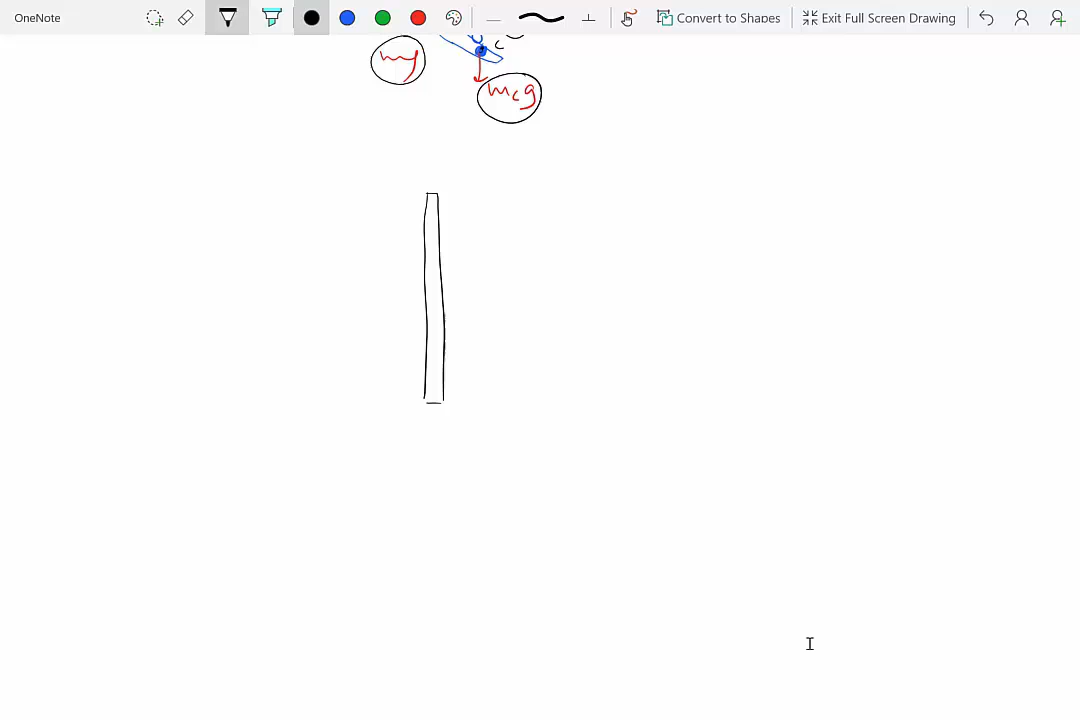 OneNote
Convert to Shapes
Exit Full Screen Drawing
c
mg
mcg